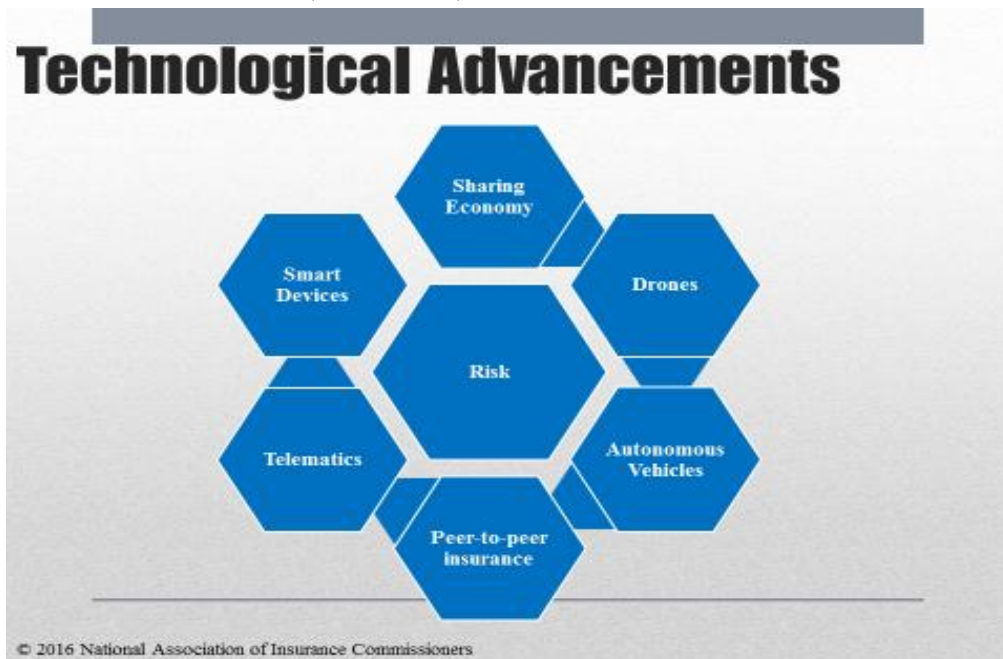 Technological Advancements
Sharing
Economy
Smart
Devices
Drones
Risk
Telematics
Autonomous
Vehicles
Peer-to-peer
insurance
© 2016 National Association of Insurance Commissioners